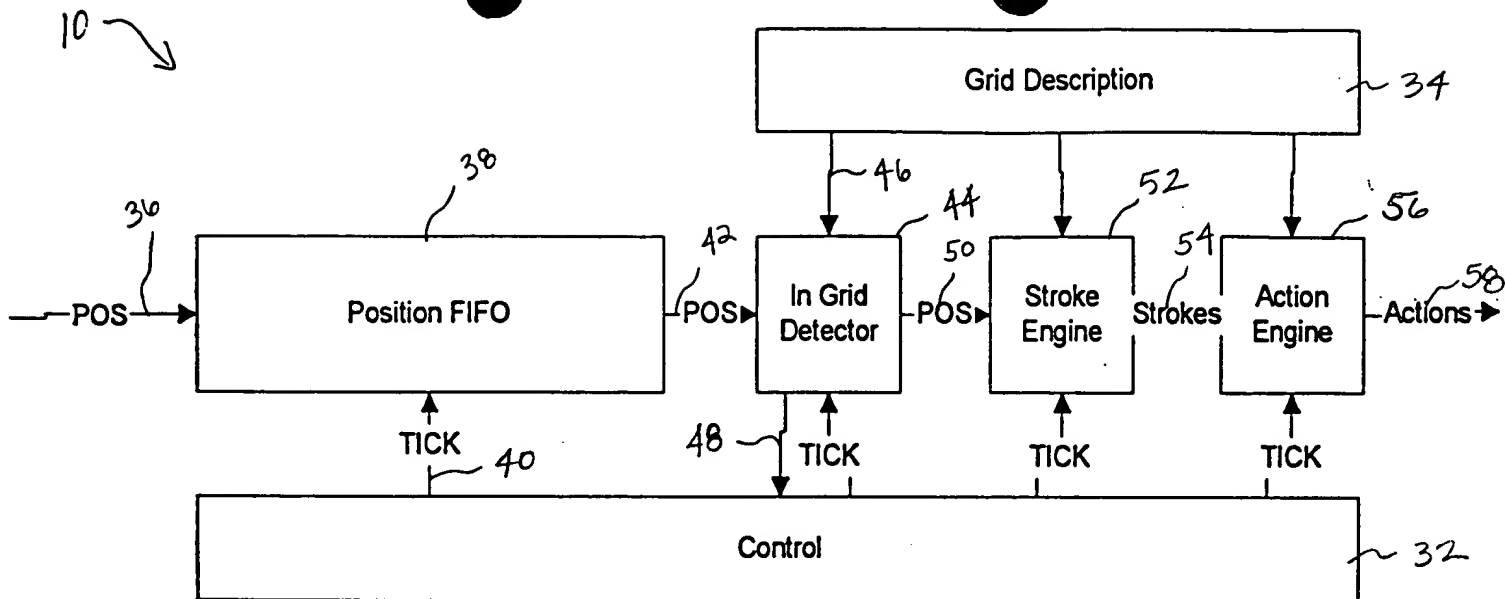 10
Grid Description
34
38
46
52
44
56
36
42
50
54
58
POS
Position FIFO
POS
In Grid
Detector
POS
Stroke
Engine
Strokes
Action
Engine
Actions
TICK
40
48
TICK
TICK
TICK
Control
32